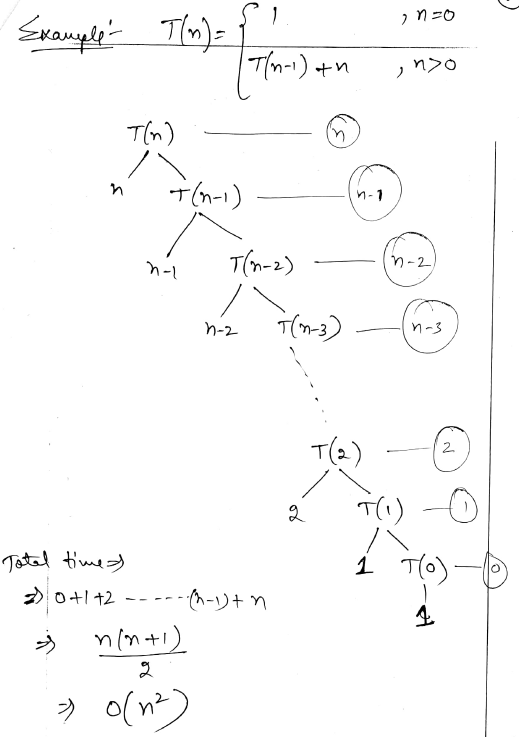 Example:- T(n) = { 1 , n=0
T(n-1) + n , n>0
T(n) n
n T(n-1) n-1
n-1 T(n-2) n-2
n-2 T(n-3) n-3
T(2) 2
2 T(1) 1
1 T(0) 0
1
Total time ⇒
⇒ 0+1+2 ------(n-1)+n
⇒ n(n+1)
2
⇒ O(n²)